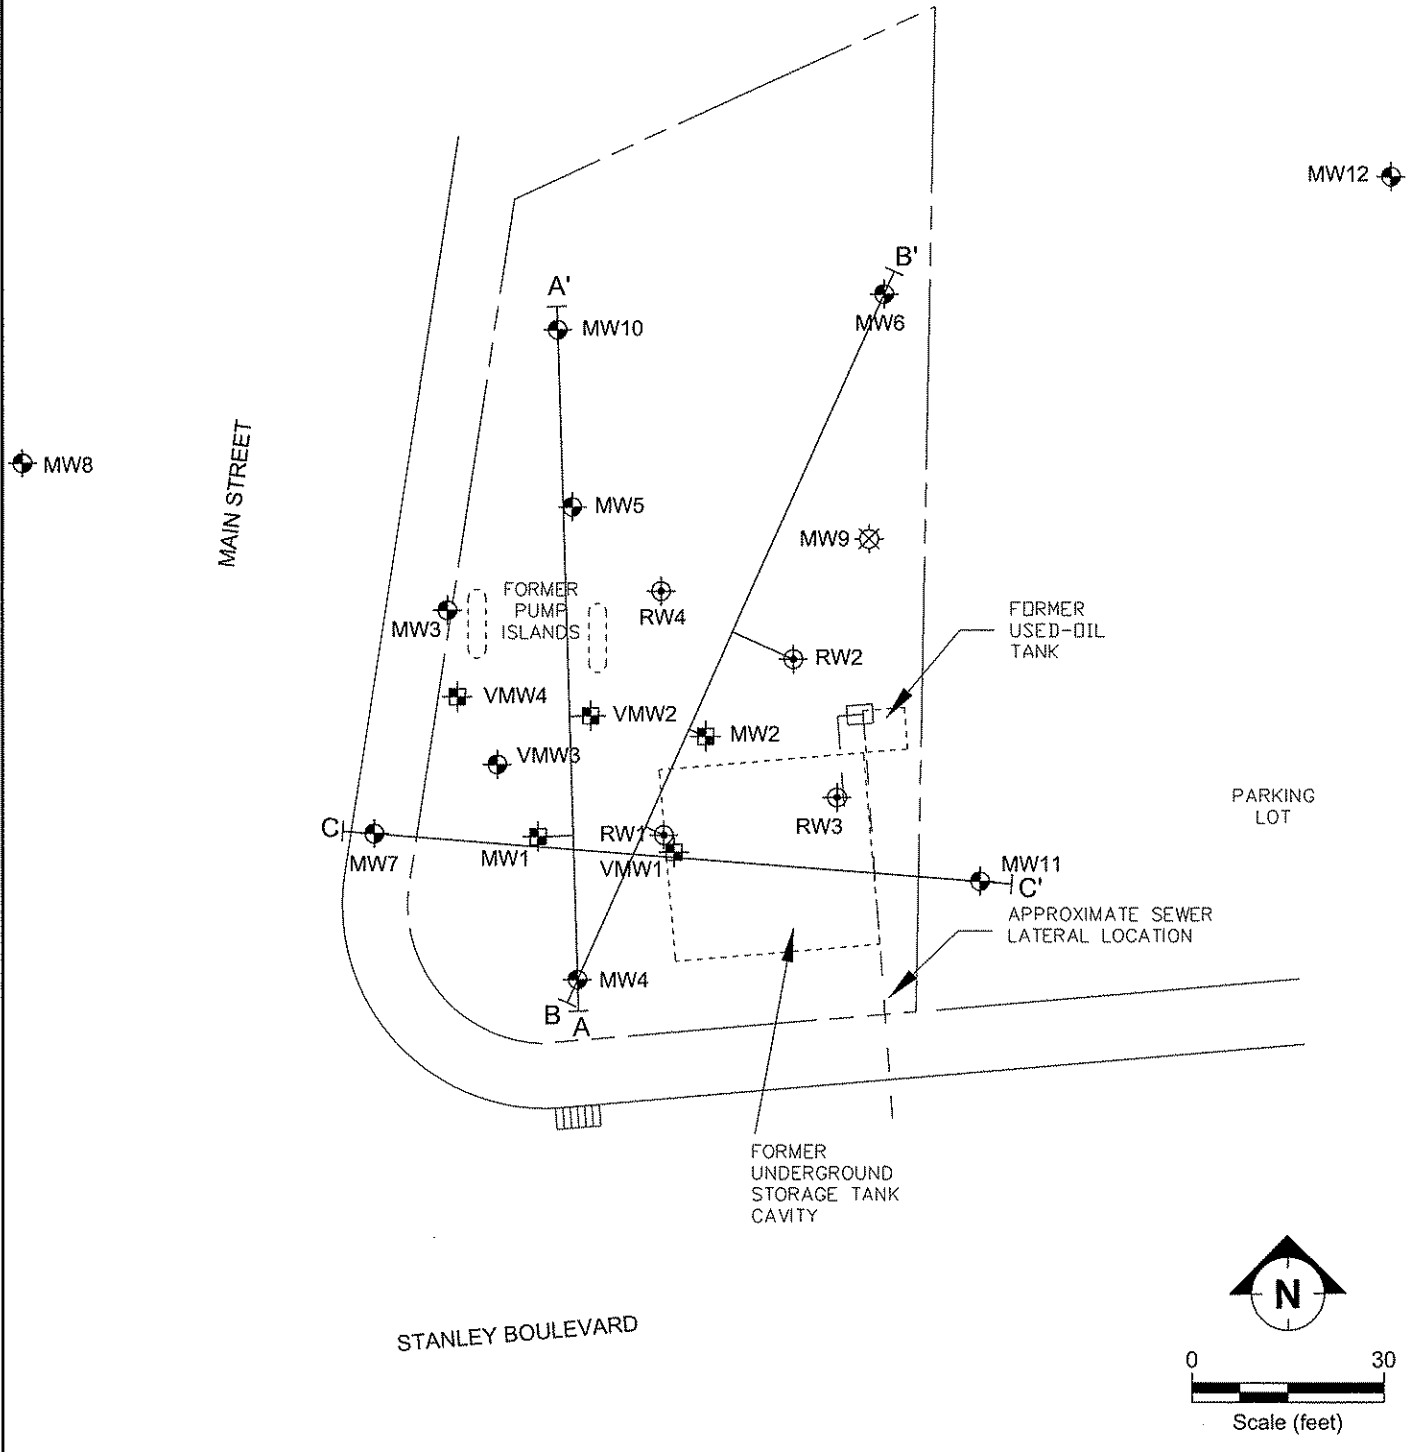 MW12
B'
A'
MW10
MW6
MAIN STREET
MW8
MW5
MW9
FORMER
PUMP
ISLANDS
RW4
MW3
FORMER
USED-OIL
TANK
RW2
VMW4
VMW2
MW2
VMW3
PARKING
LOT
C
RW1
RW3
MW7
MW1
VMW1
MW11
C'
APPROXIMATE SEWER
LATERAL LOCATION
MW4
B
A
FORMER
UNDERGROUND
STORAGE TANK
CAVITY
N
STANLEY BOULEVARD
0 30
Scale (feet)